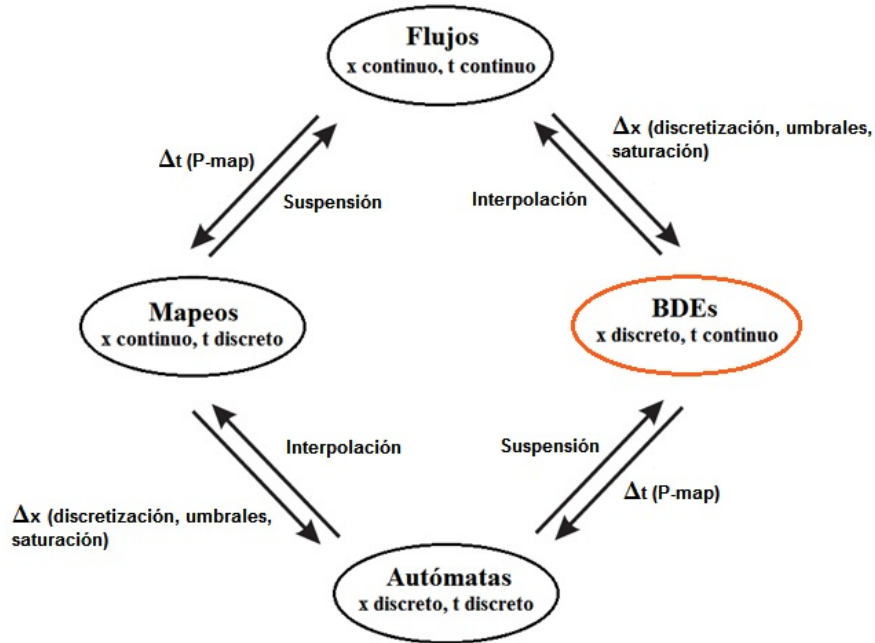 Flujos
x continuo, t continuo
Δt (P-map)
Suspensión
Δx (discretización, umbrales,
saturación)
Interpolación
Mapeos
x continuo, t discreto
BDEs
x discreto, t continuo
Interpolación
Δx (discretización, umbrales,
saturación)
Suspensión
Δt (P-map)
Autómatas
x discreto, t discreto